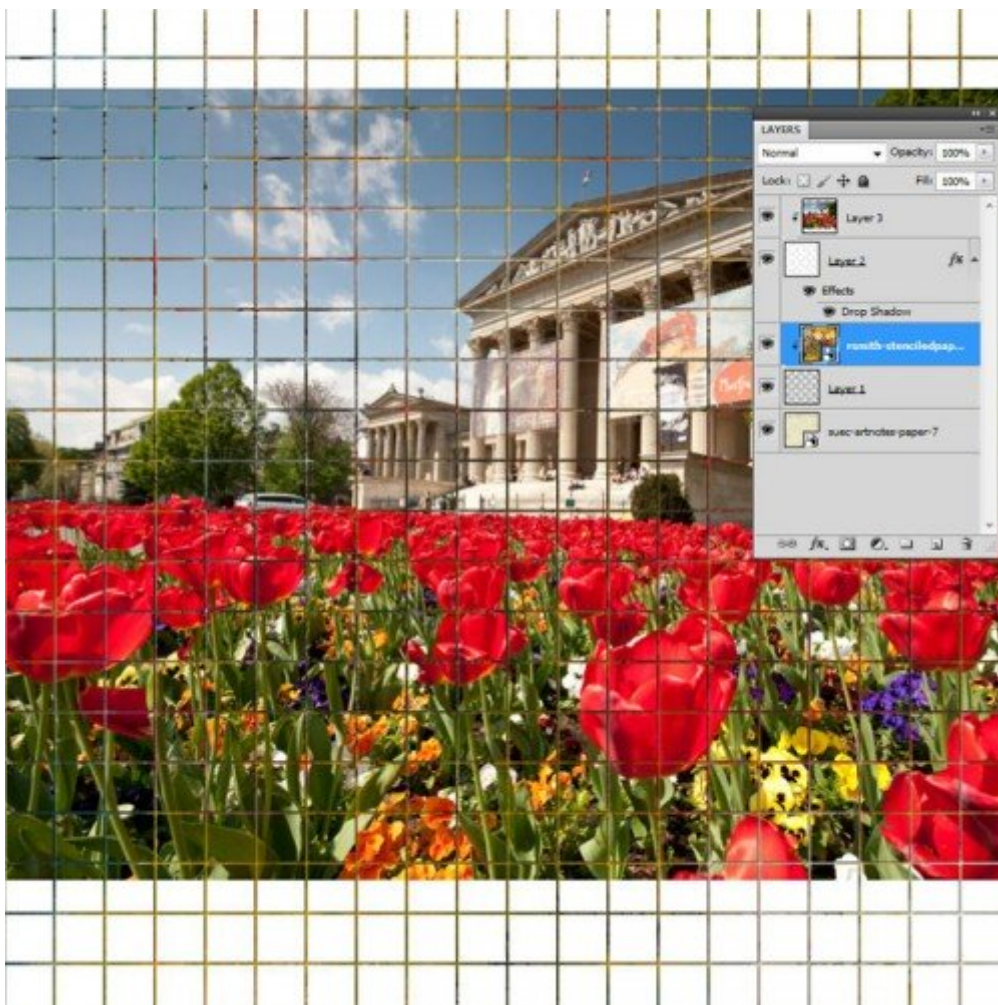 LAYERS
Normal Opacity: 100%
Lock: Fill: 100%
Layer 3
Layer 2 fx
Effects
Drop Shadow
rsmith-stenciledpap...
Layer 1
suec-artnotes-paper-7
fx.